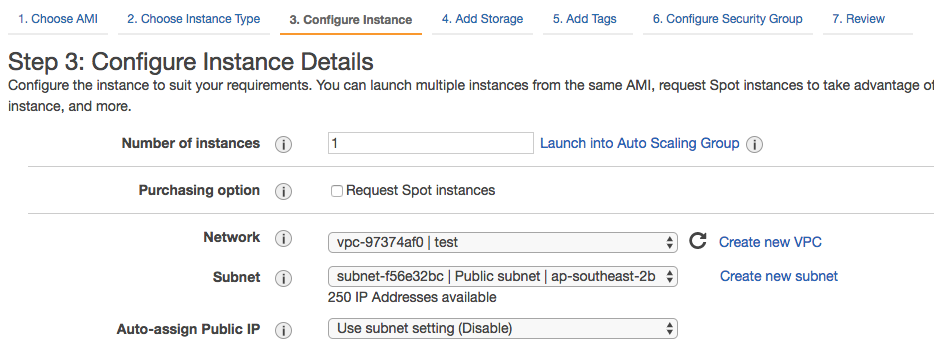 1. Choose AMI 2. Choose Instance Type 3. Configure Instance 4. Add Storage 5. Add Tags 6. Configure Security Group 7. Review
Step 3: Configure Instance Details
Configure the instance to suit your requirements. You can launch multiple instances from the same AMI, request Spot instances to take advantage of
instance, and more.
Number of instances i 1 Launch into Auto Scaling Group i
Purchasing option i Request Spot instances
Network i vpc-97374af0 | test Create new VPC
Subnet i subnet-f56e32bc | Public subnet | ap-southeast-2b Create new subnet
250 IP Addresses available
Auto-assign Public IP i Use subnet setting (Disable)